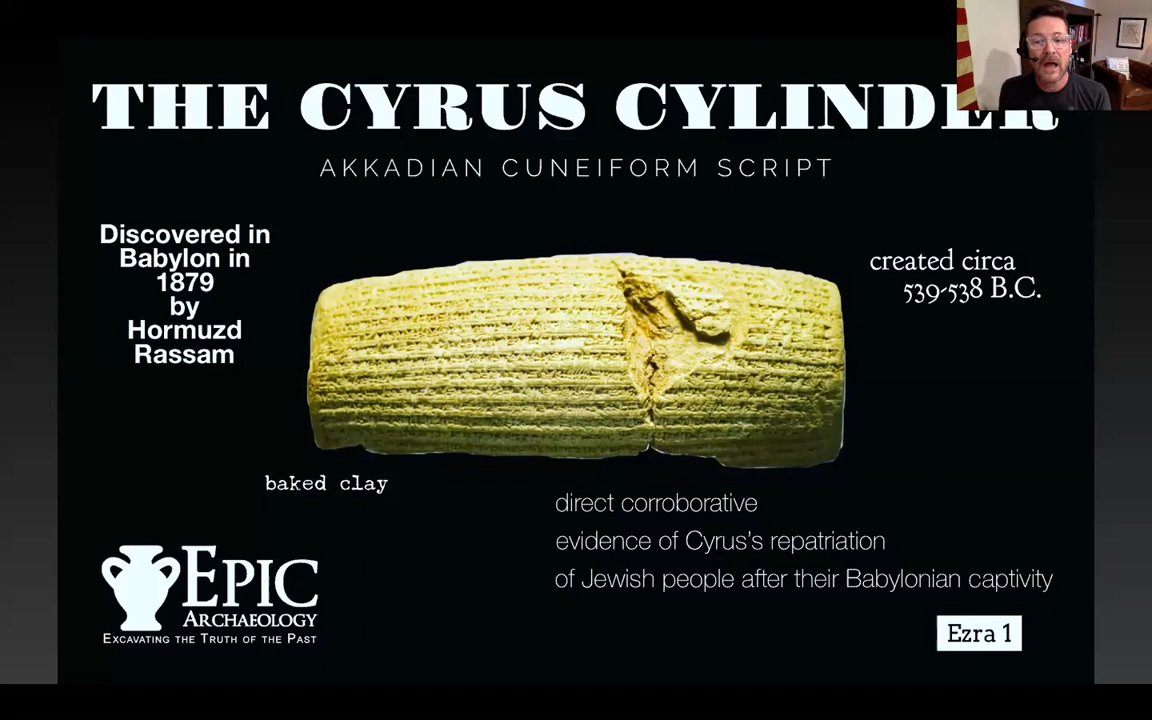 THE CYRUS CYLINDER
AKKADIAN CUNEIFORM SCRIPT
Discovered in
Babylon in
1879
by
Hormuzd
Rassam
created circa
539-538 B.C.
baked clay
direct corroborative
evidence of Cyrus's repatriation
of Jewish people after their Babylonian captivity
EPIC
ARCHAEOLOGY
EXCAVATING THE TRUTH OF THE PAST
Ezra 1